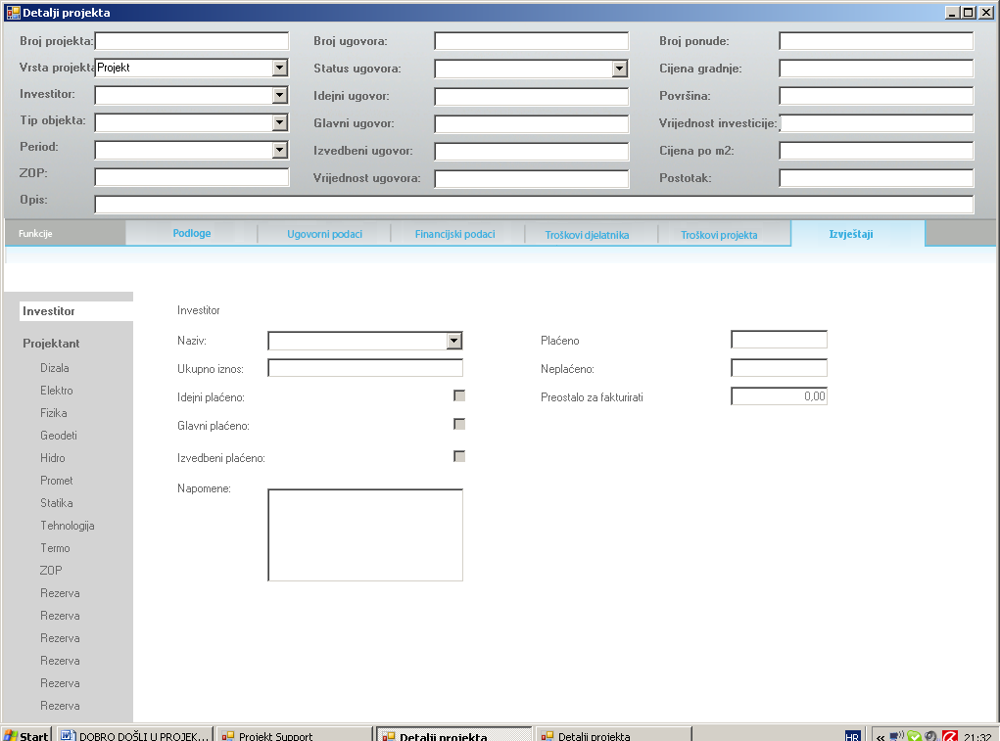 Detalji projekta
Broj projekta: Broj ugovora: Broj ponude:
Vrsta projekta Projekt Status ugovora: Cijena gradnje:
Investitor: Idejni ugovor: Površina:
Tip objekta: Glavni ugovor: Vrijednost investicije:
Period: Izvedbeni ugovor: Cijena po m2:
ZOP: Vrijednost ugovora: Postotak:
Opis:
Funkcije Podloge Ugovorni podaci Financijski podaci Troškovi djelatnika Troškovi projekta Izvještaji
Investitor
Projektant
Dizala
Elektro
Fizika
Geodeti
Hidro
Promet
Statika
Tehnologija
Termo
ZOP
Rezerva
Rezerva
Rezerva
Rezerva
Rezerva
Rezerva
Investitor
Naziv: Plaćeno
Ukupno iznos: Neplaćeno:
Idejni plaćeno: Preostalo za fakturirati 0,00
Glavni plaćeno:
Izvedbeni plaćeno:
Napomene:
Start DOBRO DOŠLI U PROJEK... Projekt Support Detalji projekta Detalji projekta HR « 21:32